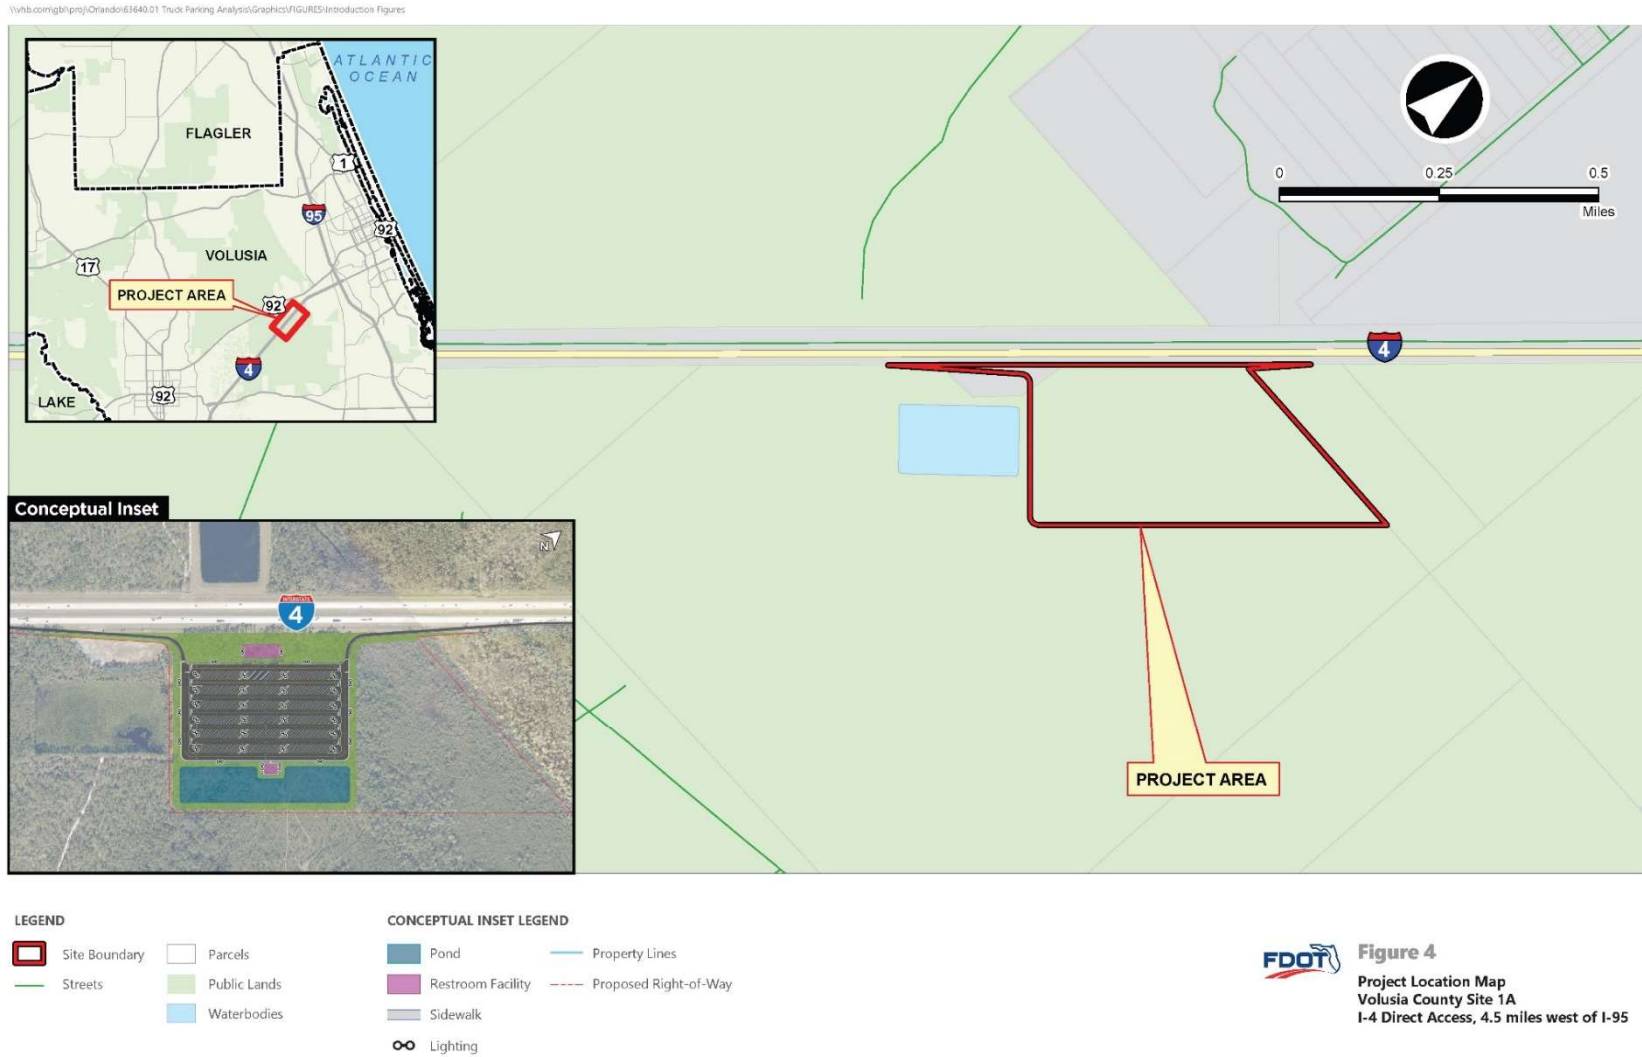 \\vhb.com\gbl\proj\Orlando\63640.01 Truck Parking Analysis\Graphics\FIGURES\Introduction Figures
ATLANTIC
OCEAN
FLAGLER
1
95
92
VOLUSIA
17
PROJECT AREA
92
4
92
LAKE
0
0.25
0.5
Miles
4
PROJECT AREA
Conceptual Inset
N
INTERSTATE
4
LEGEND
Site Boundary
Streets
Parcels
Public Lands
Waterbodies
CONCEPTUAL INSET LEGEND
Pond
Restroom Facility
Sidewalk
Lighting
Property Lines
Proposed Right-of-Way
FDOT
Figure 4
Project Location Map
Volusia County Site 1A
I-4 Direct Access, 4.5 miles west of I-95